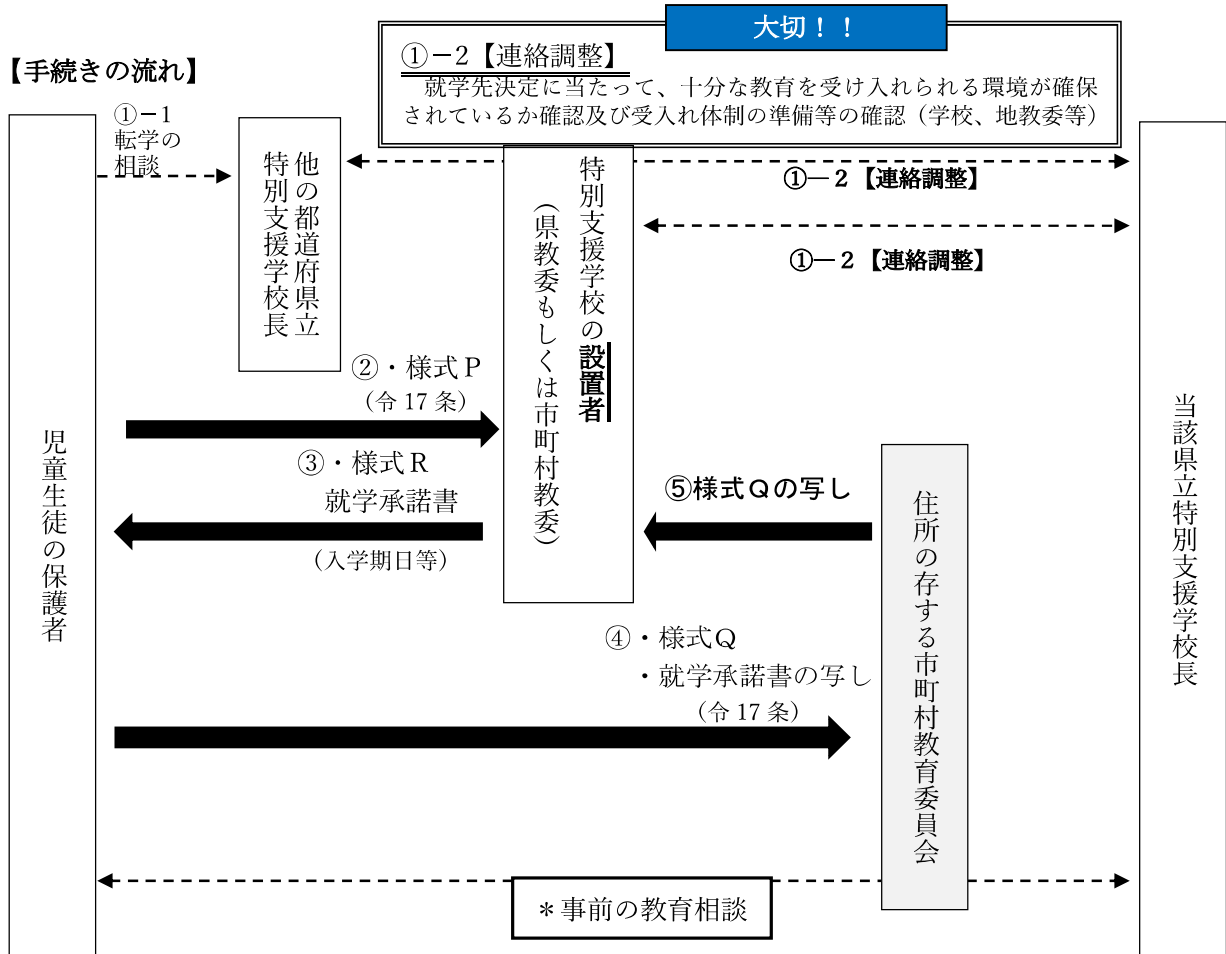 大切!!
【手続きの流れ】
①-2【連絡調整】
就学先決定に当たって、十分な教育を受け入れられる環境が確保
されているか確認及び受入れ体制の準備等の確認(学校、地教委等)
①-1
転学の
相談
他の都道府県立
特別支援学校長
特別支援学校の設置者
(県教委もしくは市町村教委)
①-2【連絡調整】
①-2【連絡調整】
②・様式P
(令17条)
③・様式R
就学承諾書
(入学期日等)
⑤様式Qの写し
④・様式Q
・就学承諾書の写し
(令17条)
児童生徒の保護者
住所の存する市町村教育委員会
当該県立特別支援学校長
*事前の教育相談